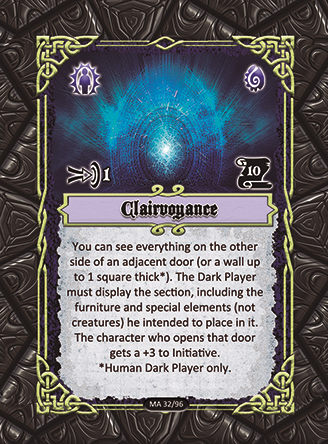 1
10
Clairvoyance
You can see everything on the other
side of an adjacent door (or a wall up
to 1 square thick*). The Dark Player
must display the section, including the
furniture and special elements (not
creatures) he intended to place in it.
The character who opens that door
gets a +3 to Initiative.
*Human Dark Player only.
MA 32/96